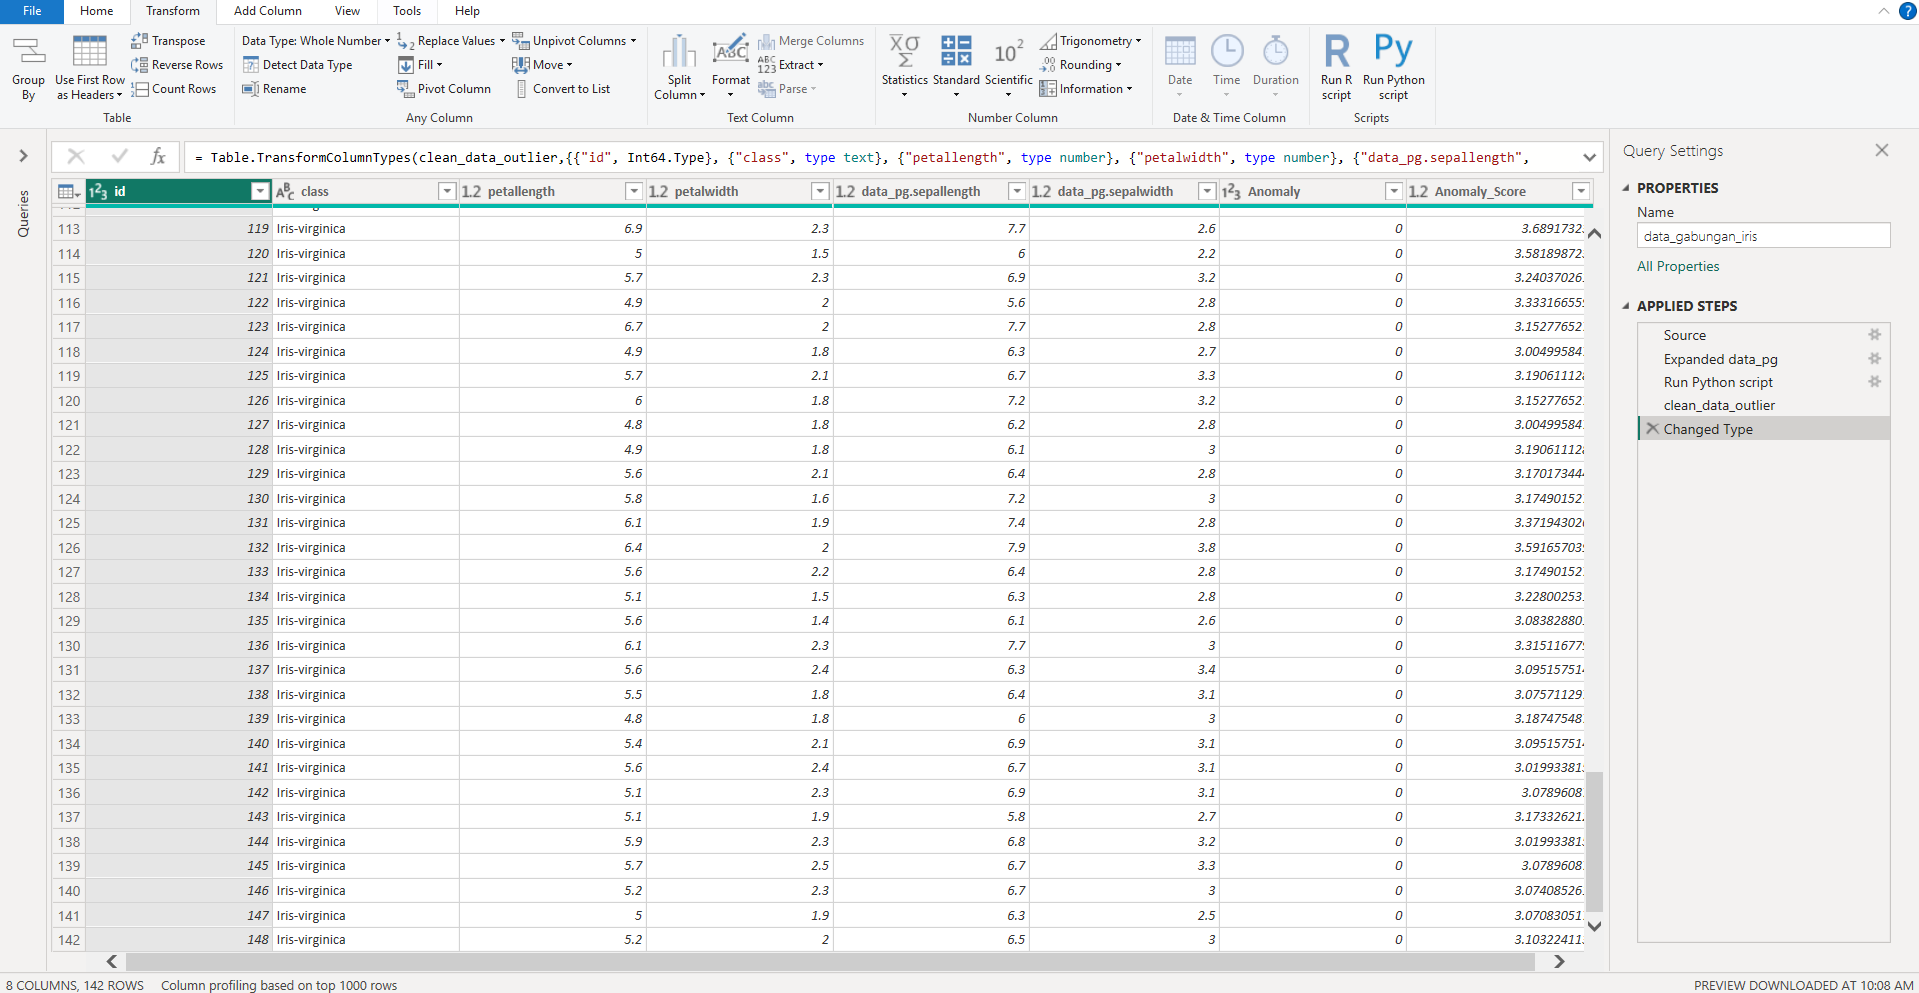 File Home Transform Add Column View Tools Help
Group By
Use First Row as Headers
Transpose
Reverse Rows
Count Rows
Table
Data Type: Whole Number
Detect Data Type
Rename
Replace Values
Fill
Pivot Column
Unpivot Columns
Move
Convert to List
Any Column
Split Column
Format
Merge Columns
Extract
Parse
Text Column
Statistics
Standard
Scientific
Trigonometry
Rounding
Information
Number Column
Date
Time
Duration
Date & Time Column
Run R script
Run Python script
Scripts
Queries
= Table.TransformColumnTypes(clean_data_outlier,{{"id", Int64.Type}, {"class", type text}, {"petallength", type number}, {"petalwidth", type number}, {"data_pg.sepallength",
id class petallength petalwidth data_pg.sepallength data_pg.sepalwidth Anomaly Anomaly_Score
113 119 Iris-virginica 6.9 2.3 7.7 2.6 0 3.6891732
114 120 Iris-virginica 5 1.5 6 2.2 0 3.58189872
115 121 Iris-virginica 5.7 2.3 6.9 3.2 0 3.24037026
116 122 Iris-virginica 4.9 2 5.6 2.8 0 3.33316655
117 123 Iris-virginica 6.7 2 7.7 2.8 0 3.15277652
118 124 Iris-virginica 4.9 1.8 6.3 2.7 0 3.00499584
119 125 Iris-virginica 5.7 2.1 6.7 3.3 0 3.19061112
120 126 Iris-virginica 6 1.8 7.2 3.2 0 3.15277652
121 127 Iris-virginica 4.8 1.8 6.2 2.8 0 3.00499584
122 128 Iris-virginica 4.9 1.8 6.1 3 0 3.19061112
123 129 Iris-virginica 5.6 2.1 6.4 2.8 0 3.17017344
124 130 Iris-virginica 5.8 1.6 7.2 3 0 3.17490152
125 131 Iris-virginica 6.1 1.9 7.4 2.8 0 3.37194302
126 132 Iris-virginica 6.4 2 7.9 3.8 0 3.59165703
127 133 Iris-virginica 5.6 2.2 6.4 2.8 0 3.17490152
128 134 Iris-virginica 5.1 1.5 6.3 2.8 0 3.22800253
129 135 Iris-virginica 5.6 1.4 6.1 2.6 0 3.08382880
130 136 Iris-virginica 6.1 2.3 7.7 3 0 3.31511677
131 137 Iris-virginica 5.6 2.4 6.3 3.4 0 3.09515751
132 138 Iris-virginica 5.5 1.8 6.4 3.1 0 3.07571129
133 139 Iris-virginica 4.8 1.8 6 3 0 3.18747548
134 140 Iris-virginica 5.4 2.1 6.9 3.1 0 3.09515751
135 141 Iris-virginica 5.6 2.4 6.7 3.1 0 3.01993381
136 142 Iris-virginica 5.1 2.3 6.9 3.1 0 3.0789608
137 143 Iris-virginica 5.1 1.9 5.8 2.7 0 3.17332621
138 144 Iris-virginica 5.9 2.3 6.8 3.2 0 3.01993381
139 145 Iris-virginica 5.7 2.5 6.7 3.3 0 3.0789608
140 146 Iris-virginica 5.2 2.3 6.7 3 0 3.07408526
141 147 Iris-virginica 5 1.9 6.3 2.5 0 3.07083051
142 148 Iris-virginica 5.2 2 6.5 3 0 3.10322411
Query Settings
PROPERTIES
Name
data_gabungan_iris
All Properties
APPLIED STEPS
Source
Expanded data_pg
Run Python script
clean_data_outlier
Changed Type
8 COLUMNS, 142 ROWS Column profiling based on top 1000 rows PREVIEW DOWNLOADED AT 10:08 AM